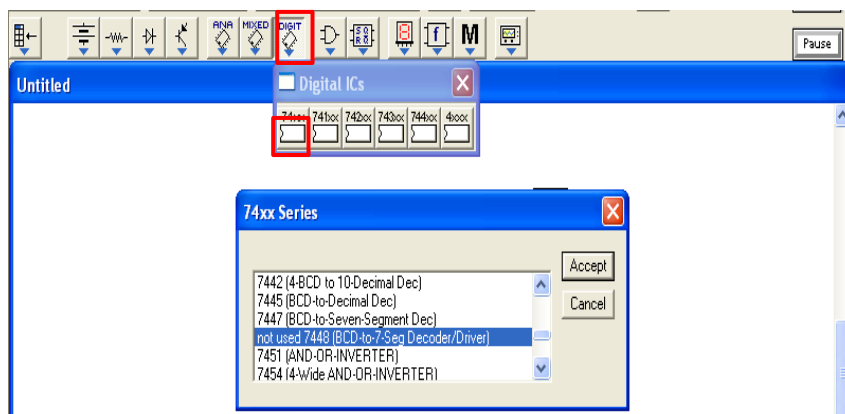 ANA MIXED DIGIT
f M
Pause
Untitled
Digital ICs
74xx 741xx 742xx 743xx 744xx 4xxx
74xx Series
7442 (4-BCD to 10-Decimal Dec)
7445 (BCD-to-Decimal Dec)
7447 (BCD-to-Seven-Segment Dec)
not used 7448 (BCD-to-7-Seg Decoder/Driver)
7451 (AND-OR-INVERTER)
7454 (4-Wide AND-OR-INVERTER)
Accept
Cancel